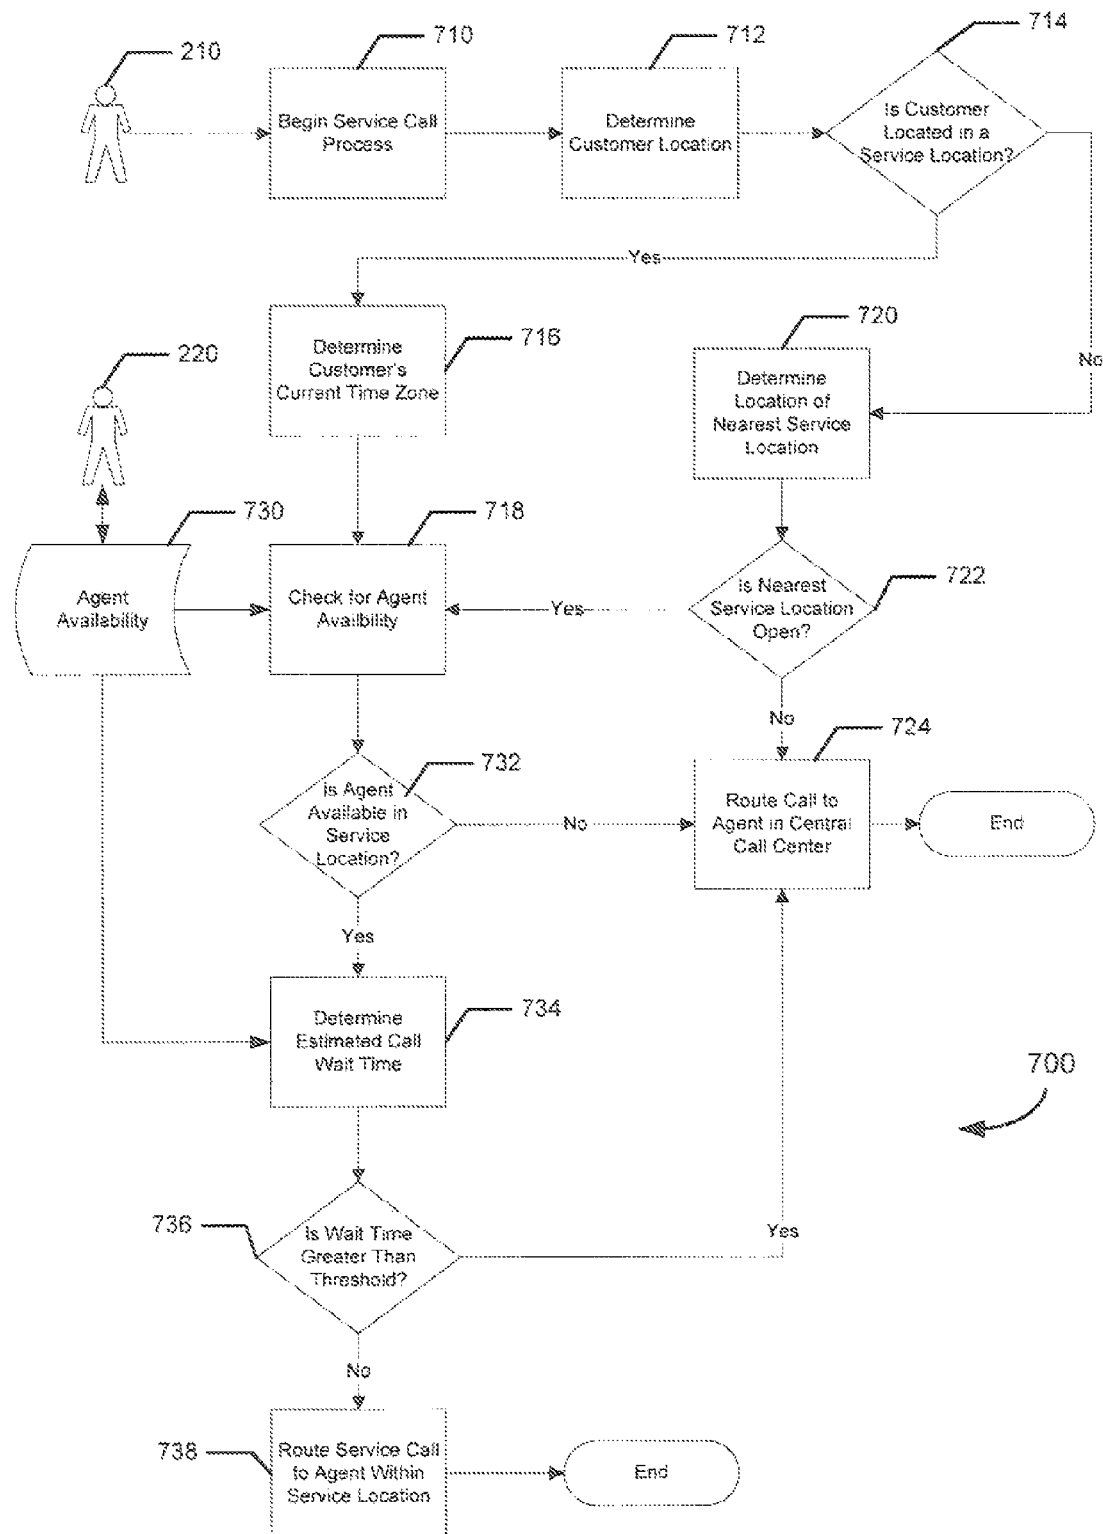 210
710
712
714
Begin Service Call
Process
Determine
Customer Location
Is Customer
Located in a
Service Location?
Yes
No
716
Determine
Customer's
Current Time Zone
720
Determine
Location of
Nearest Service
Location
220
730
Agent
Availability
718
Check for Agent
Availbility
Yes
722
Is Nearest
Service Location
Open?
No
724
732
Is Agent
Available in
Service
Location?
No
Route Call to
Agent in Central
Call Center
End
Yes
734
Determine
Estimated Call
Wait Time
700
736
Is Wait Time
Greater Than
Threshold?
Yes
No
738
Route Service Call
to Agent Within
Service Location
End